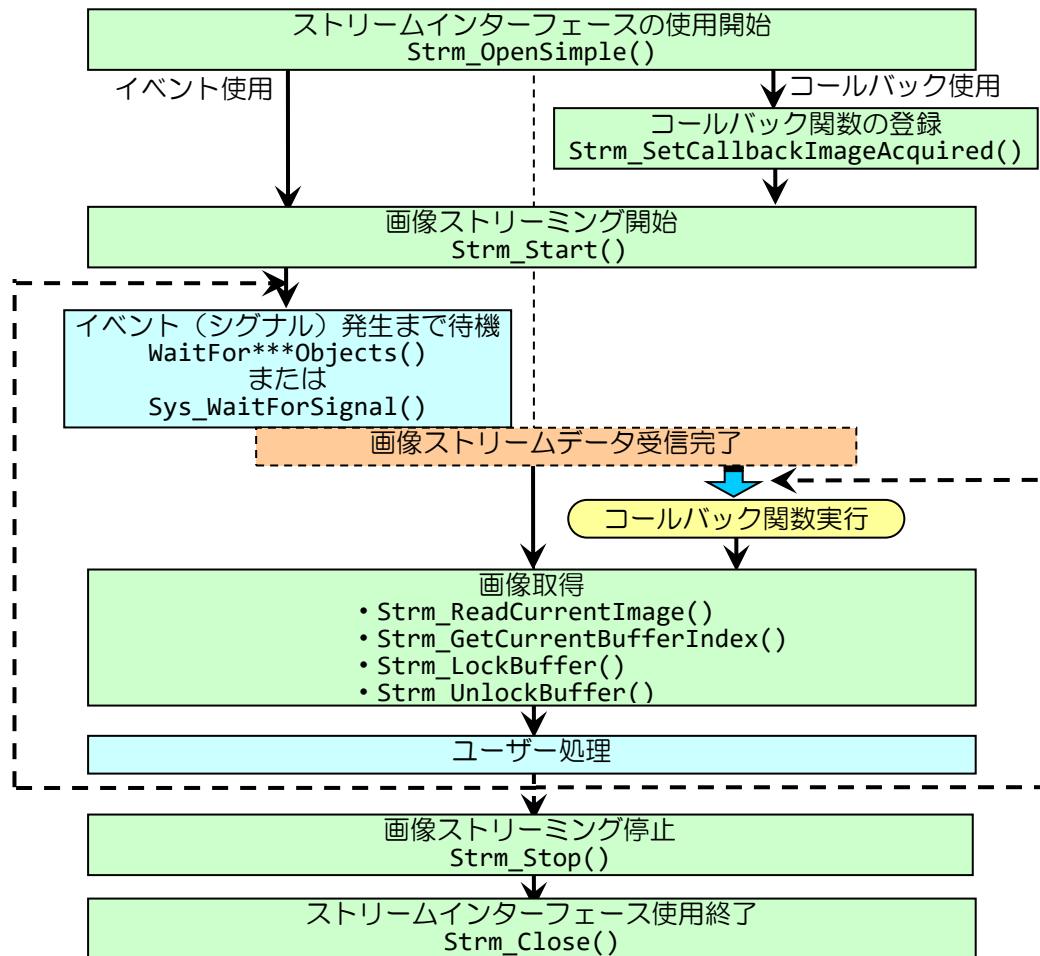 ストリームインターフェースの使用開始
Strm_OpenSimple()
イベント使用
コールバック使用
コールバック関数の登録
Strm_SetCallbackImageAcquired()
画像ストリーミング開始
Strm_Start()
イベント（シグナル）発生まで待機
WaitFor***Objects()
または
Sys_WaitForSignal()
画像ストリームデータ受信完了
コールバック関数実行
画像取得
・Strm_ReadCurrentImage()
・Strm_GetCurrentBufferIndex()
・Strm_LockBuffer()
・Strm_UnlockBuffer()
ユーザー処理
画像ストリーミング停止
Strm_Stop()
ストリームインターフェース使用終了
Strm_Close()